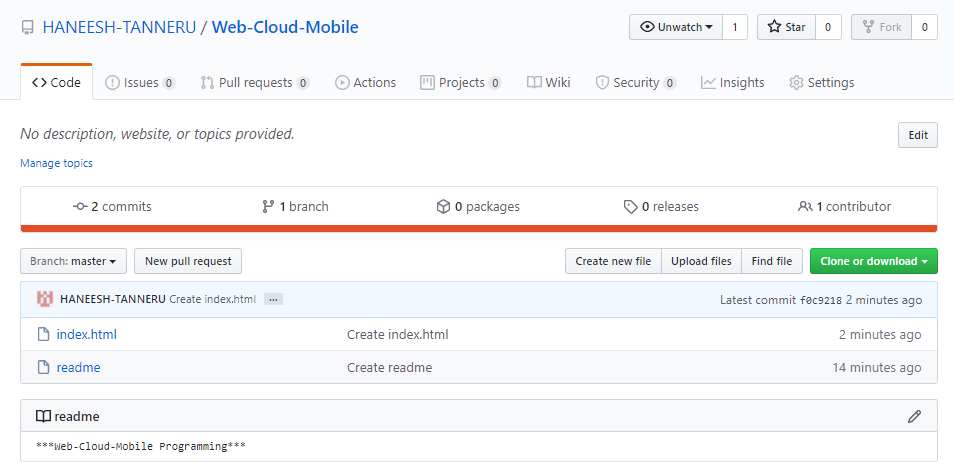 HANEESH-TANNERU / Web-Cloud-Mobile
Unwatch 1 Star 0 Fork 0
Code Issues 0 Pull requests 0 Actions Projects 0 Wiki Security 0 Insights Settings
No description, website, or topics provided. Edit
Manage topics
2 commits 1 branch 0 packages 0 releases 1 contributor
Branch: master New pull request Create new file Upload files Find file Clone or download
HANEESH-TANNERU Create index.html ... Latest commit f0c9218 2 minutes ago
index.html Create index.html 2 minutes ago
readme Create readme 14 minutes ago
readme
***Web-Cloud-Mobile Programming***